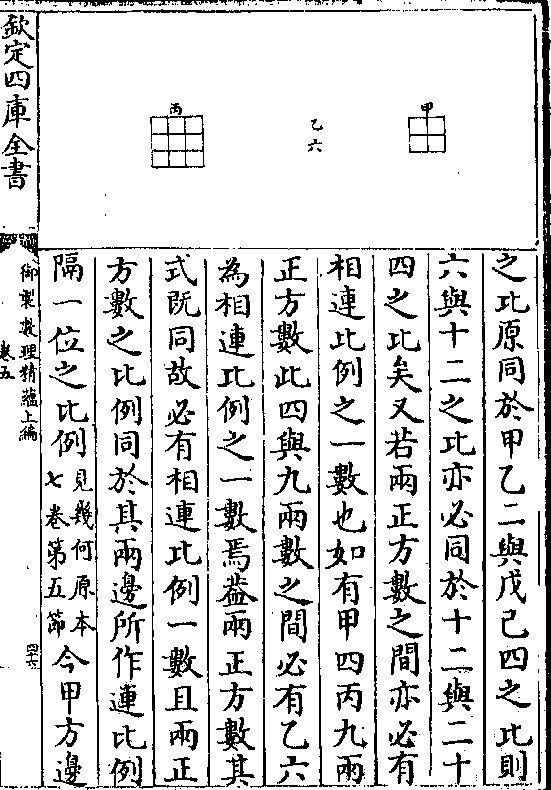 甲
乙六
丙
之比原同於甲乙二與戊己四之比則
六與十二之比亦必同於十二與二十
四之比矣又若兩正方數之間亦必有
相連比例之一數也如有甲四丙九兩
正方數此四與九兩數之間必有乙六
為相連比例之一數焉葢兩正方數其
式既同故必有相連比例一數且兩正
方數之比例同於其兩邊所作連比例
隔一位之比例見幾何原本七卷第五節今甲方邊
欽定四庫全書
御製數理精蘊上編
卷五